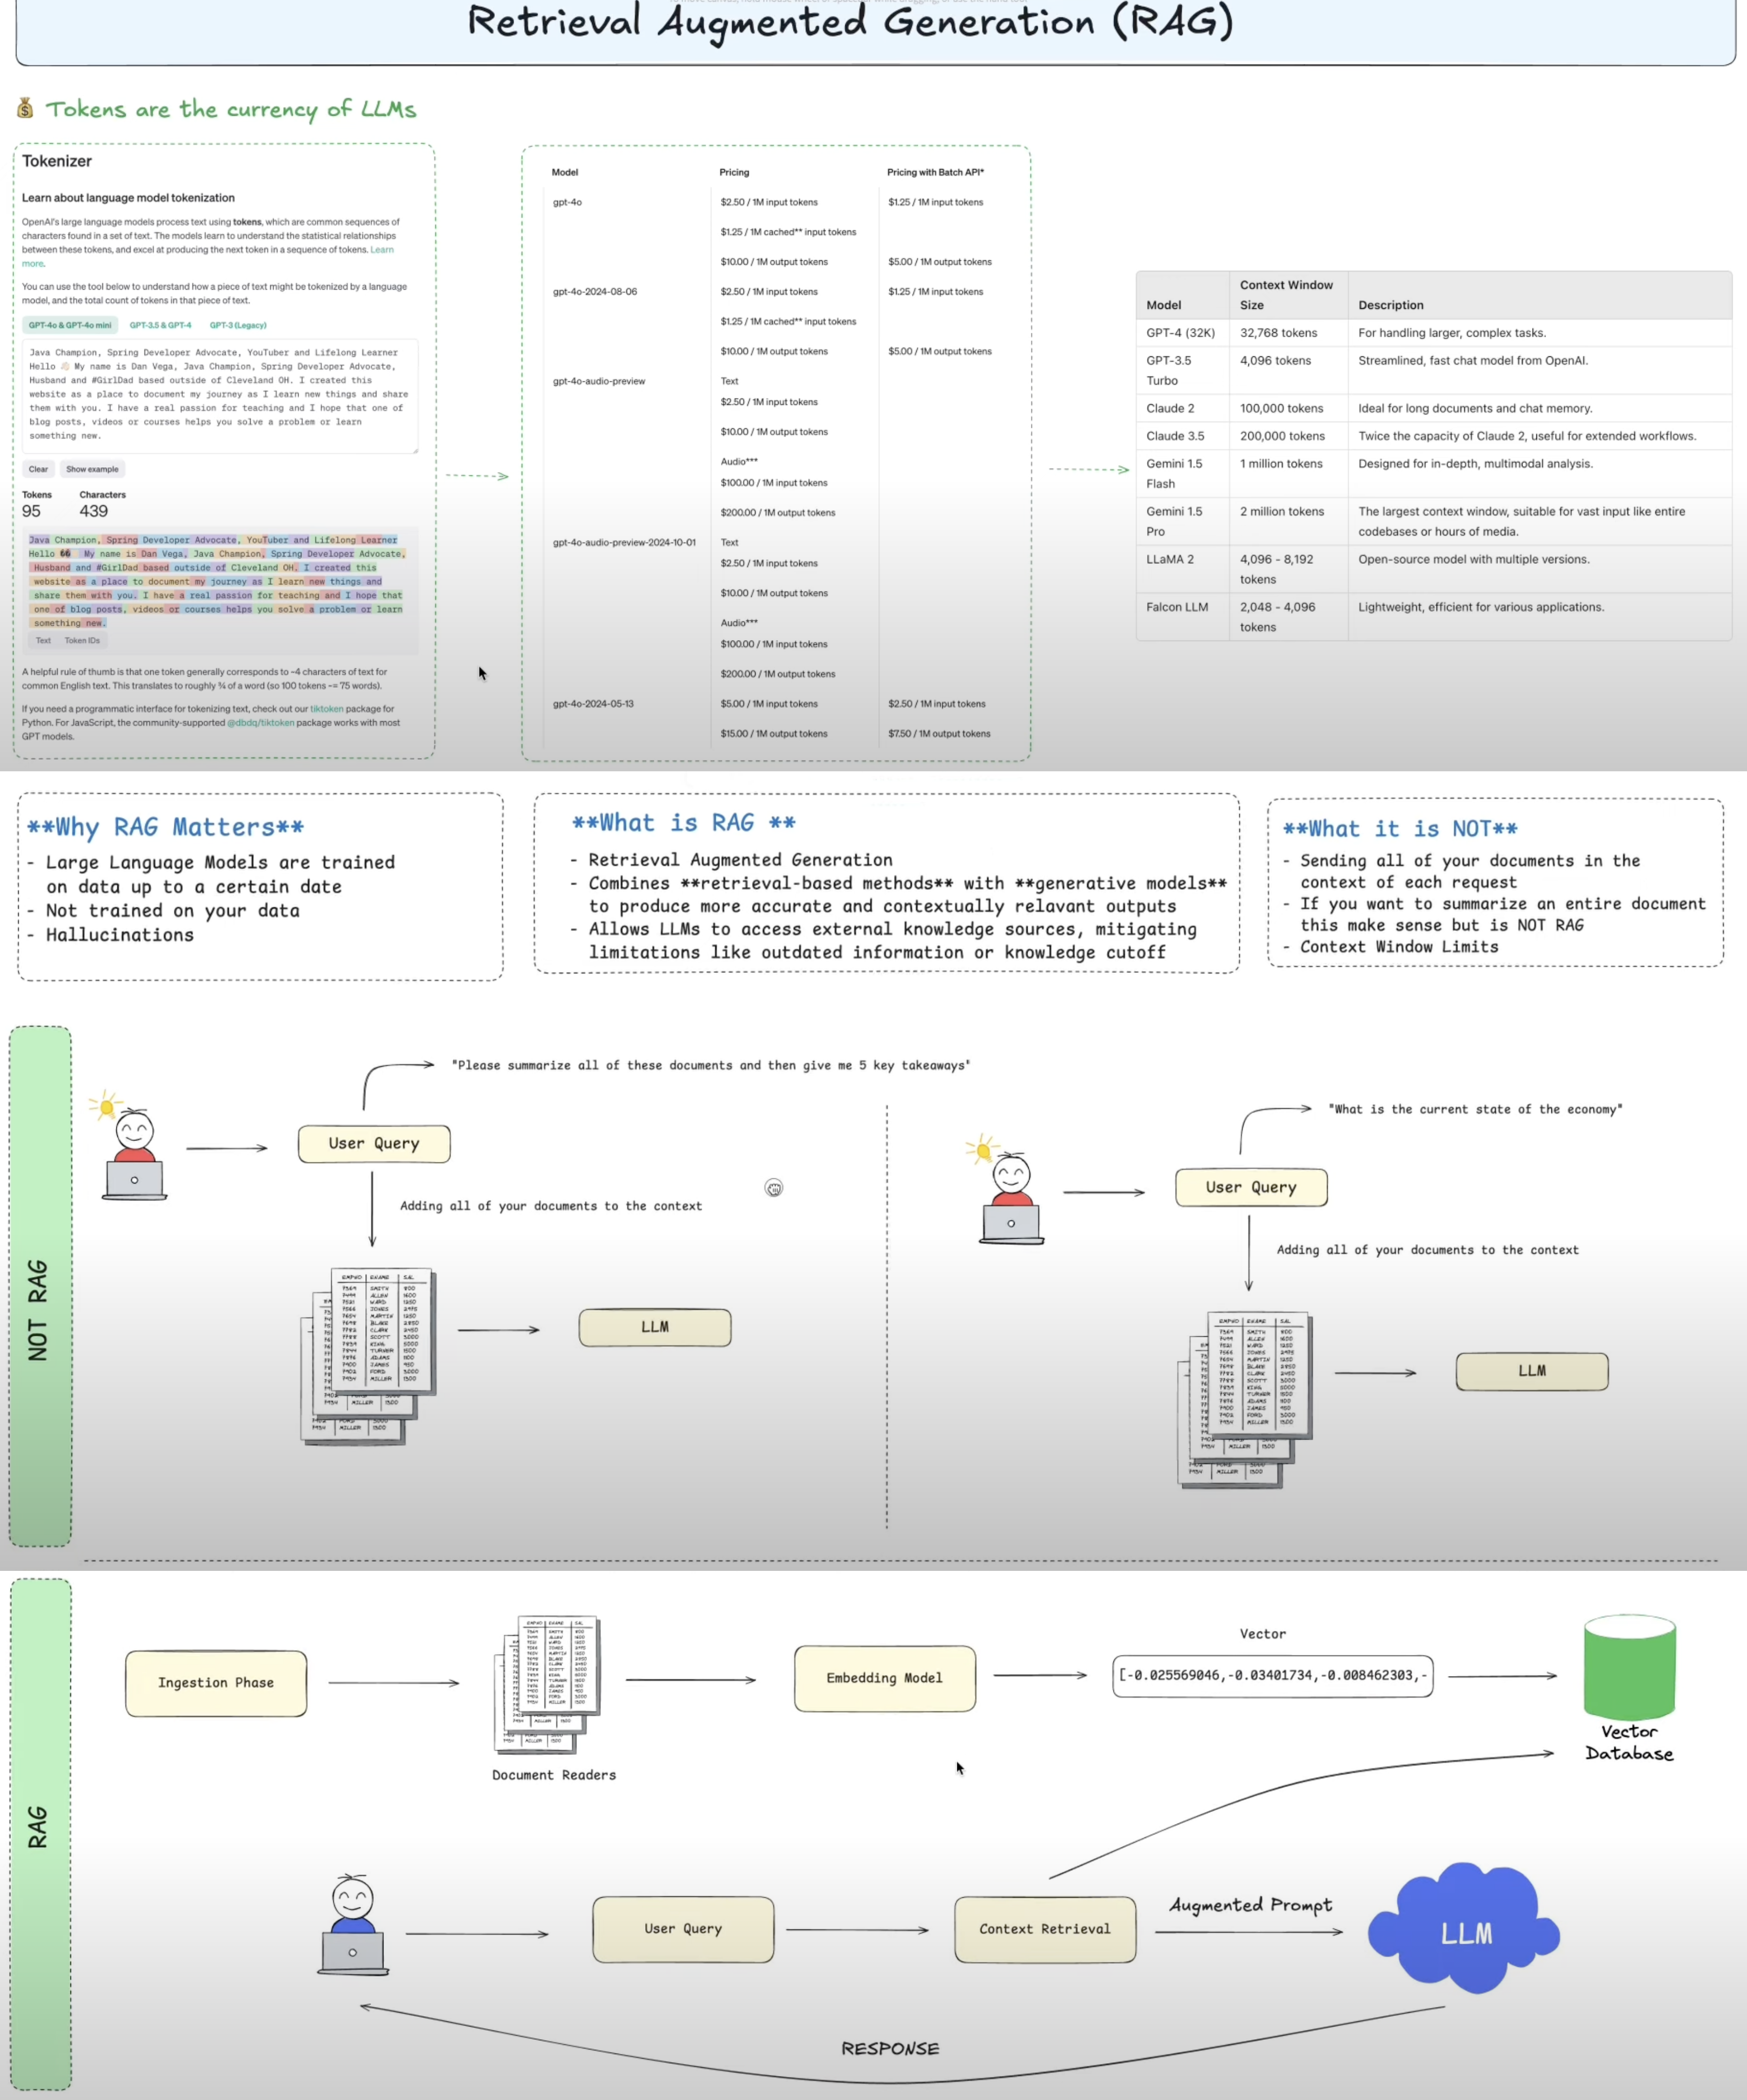 Retrieval Augmented Generation (RAG)
💰 Tokens are the currency of LLMs
Tokenizer
Learn about language model tokenization
OpenAI's large language models process text using tokens, which are common sequences of
characters found in a set of text. The models learn to understand the statistical relationships
between these tokens, and excel at producing the next token in a sequence of tokens. Learn
more.
You can use the tool below to understand how a piece of text might be tokenized by a language
model, and the total count of tokens in that piece of text.
GPT-4o & GPT-4o mini GPT-3.5 & GPT-4 GPT-3 (Legacy)
Java Champion, Spring Developer Advocate, YouTuber and Lifelong Learner
Hello 👋🏻 My name is Dan Vega, Java Champion, Spring Developer Advocate,
Husband and #GirlDad based outside of Cleveland OH. I created this
website as a place to document my journey as I learn new things and share
them with you. I have a real passion for teaching and I hope that one of
blog posts, videos or courses helps you solve a problem or learn
something new.
Clear Show example
Tokens Characters
95 439
Java Champion, Spring Developer Advocate, YouTuber and Lifelong Learner
Hello �� My name is Dan Vega, Java Champion, Spring Developer Advocate,
Husband and #GirlDad based outside of Cleveland OH. I created this
website as a place to document my journey as I learn new things and
share them with you. I have a real passion for teaching and I hope that
one of blog posts, videos or courses helps you solve a problem or learn
something new.
Text Token IDs
A helpful rule of thumb is that one token generally corresponds to ~4 characters of text for
common English text. This translates to roughly ¾ of a word (so 100 tokens ~= 75 words).
If you need a programmatic interface for tokenizing text, check out our tiktoken package for
Python. For JavaScript, the community-supported @dbdq/tiktoken package works with most
GPT models.
Model Pricing Pricing with Batch API*
gpt-4o $2.50 / 1M input tokens $1.25 / 1M input tokens
$1.25 / 1M cached** input tokens
$10.00 / 1M output tokens $5.00 / 1M output tokens
gpt-4o-2024-08-06 $2.50 / 1M input tokens $1.25 / 1M input tokens
$1.25 / 1M cached** input tokens
$10.00 / 1M output tokens $5.00 / 1M output tokens
gpt-4o-audio-preview Text
$2.50 / 1M input tokens
$10.00 / 1M output tokens
Audio***
$100.00 / 1M input tokens
$200.00 / 1M output tokens
gpt-4o-audio-preview-2024-10-01 Text
$2.50 / 1M input tokens
$10.00 / 1M output tokens
Audio***
$100.00 / 1M input tokens
$200.00 / 1M output tokens
gpt-4o-2024-05-13 $5.00 / 1M input tokens $2.50 / 1M input tokens
$15.00 / 1M output tokens $7.50 / 1M output tokens
Context Window
Model Size Description
GPT-4 (32K) 32,768 tokens For handling larger, complex tasks.
GPT-3.5 4,096 tokens Streamlined, fast chat model from OpenAI.
Turbo
Claude 2 100,000 tokens Ideal for long documents and chat memory.
Claude 3.5 200,000 tokens Twice the capacity of Claude 2, useful for extended workflows.
Gemini 1.5 1 million tokens Designed for in-depth, multimodal analysis.
Flash
Gemini 1.5 2 million tokens The largest context window, suitable for vast input like entire
Pro codebases or hours of media.
LLaMA 2 4,096 - 8,192 Open-source model with multiple versions.
tokens
Falcon LLM 2,048 - 4,096 Lightweight, efficient for various applications.
tokens
**Why RAG Matters**
- Large Language Models are trained
on data up to a certain date
- Not trained on your data
- Hallucinations
**What is RAG **
- Retrieval Augmented Generation
- Combines **retrieval-based methods** with **generative models**
to produce more accurate and contextually relavant outputs
- Allows LLMs to access external knowledge sources, mitigating
limitations like outdated information or knowledge cutoff
**What it is NOT**
- Sending all of your documents in the
context of each request
- If you want to summarize an entire document
this make sense but is NOT RAG
- Context Window Limits
NOT RAG
"Please summarize all of these documents and then give me 5 key takeaways"
User Query
Adding all of your documents to the context
LLM
"What is the current state of the economy"
User Query
Adding all of your documents to the context
LLM
RAG
Ingestion Phase
Document Readers
Embedding Model
Vector
[-0.025569046,-0.03401734,-0.008462303,-
Vector
Database
User Query
Context Retrieval
Augmented Prompt
LLM
RESPONSE